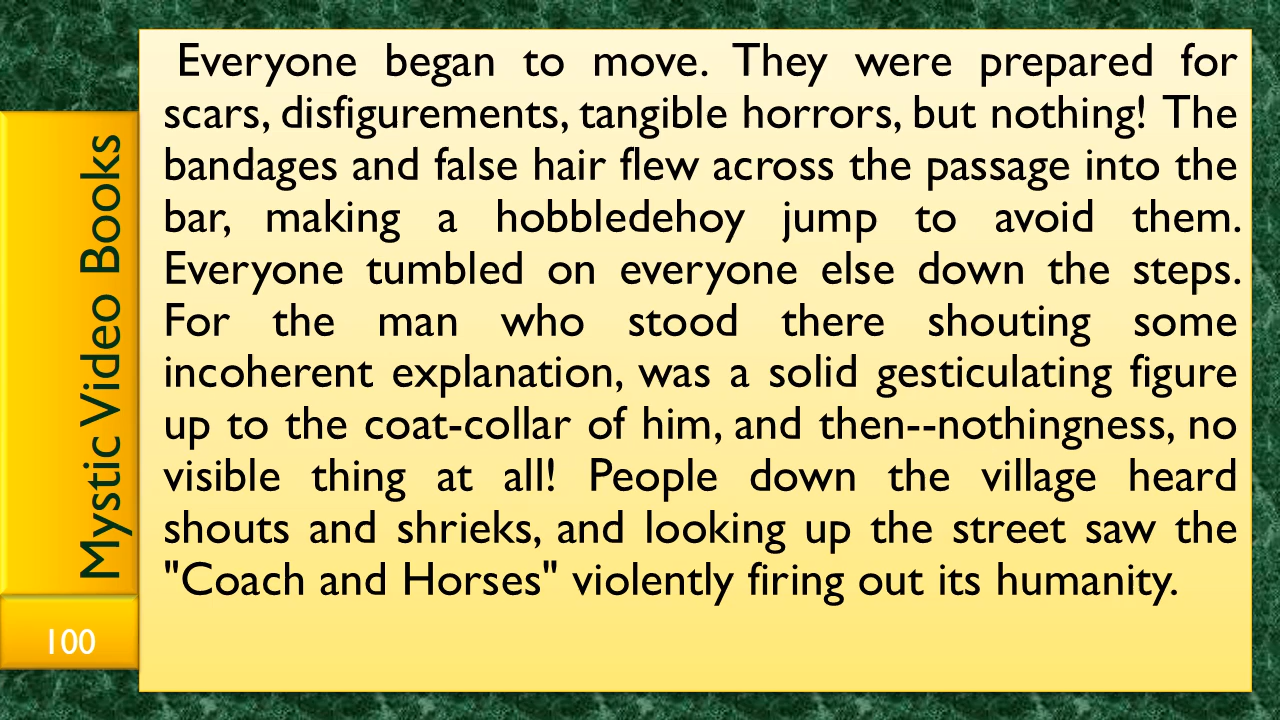 Everyone began to move. They were prepared for
scars, disfigurements, tangible horrors, but nothing! The
bandages and false hair flew across the passage into the
bar, making a hobbledehoy jump to avoid them.
Everyone tumbled on everyone else down the steps.
For the man who stood there shouting some
incoherent explanation, was a solid gesticulating figure
up to the coat-collar of him, and then--nothingness, no
visible thing at all! People down the village heard
shouts and shrieks, and looking up the street saw the
"Coach and Horses" violently firing out its humanity.
Mystic Video Books
100